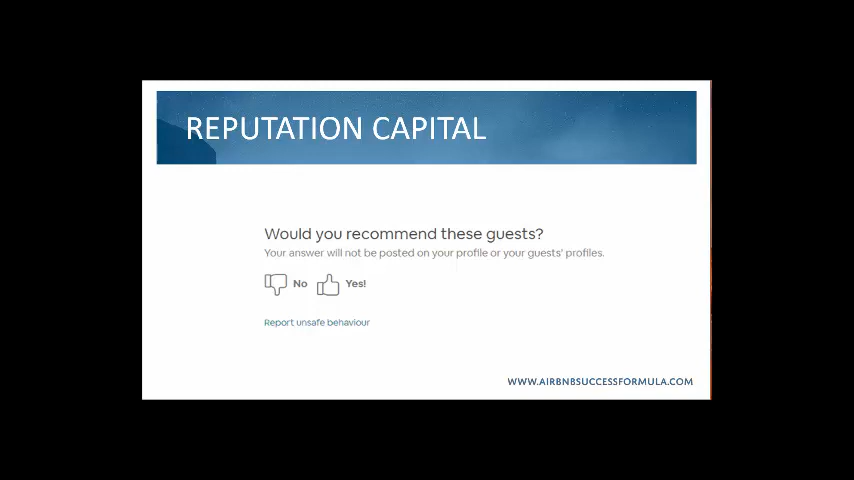 REPUTATION CAPITAL
Would you recommend these guests?
Your answer will not be posted on your profile or your guests' profiles.
No Yes!
Report unsafe behaviour
WWW.AIRBNBSUCCESSFORMULA.COM